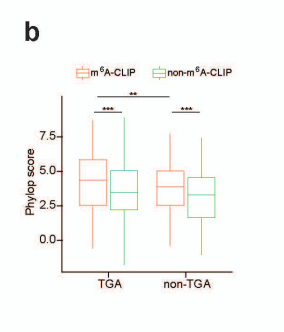 b
m⁶A-CLIP non-m⁶A-CLIP
**
*** ***
Phylop score
7.5
5.0
2.5
0.0
TGA non-TGA